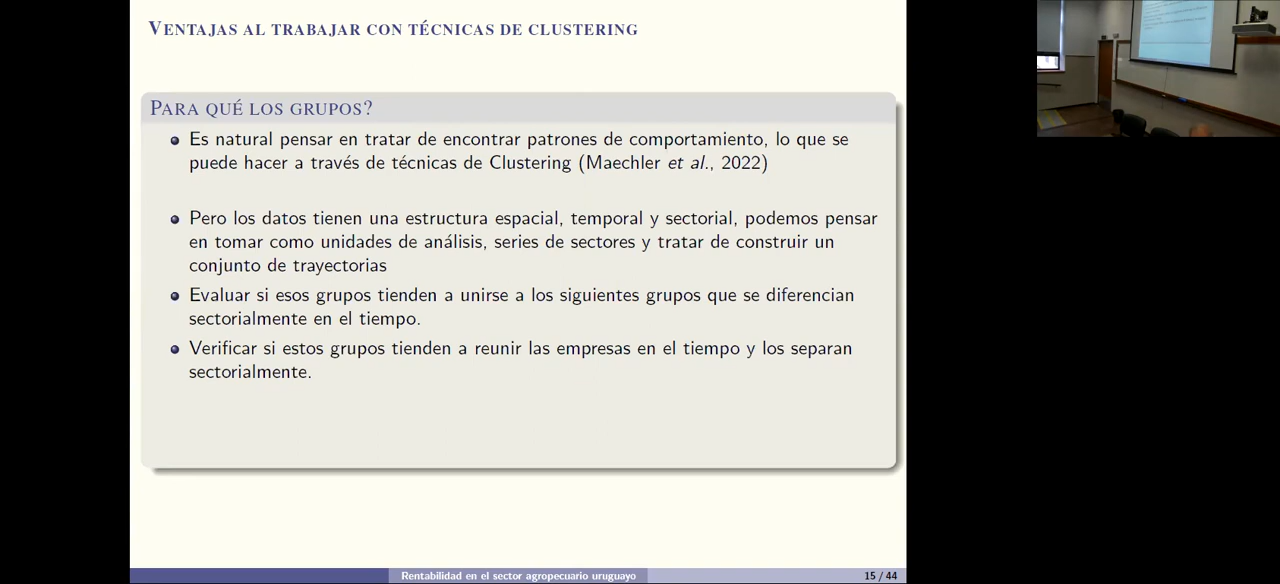 VENTAJAS AL TRABAJAR CON TÉCNICAS DE CLUSTERING
PARA QUÉ LOS GRUPOS?
Es natural pensar en tratar de encontrar patrones de comportamiento, lo que se
puede hacer a través de técnicas de Clustering (Maechler et al., 2022)
Pero los datos tienen una estructura espacial, temporal y sectorial, podemos pensar
en tomar como unidades de análisis, series de sectores y tratar de construir un
conjunto de trayectorias
Evaluar si esos grupos tienden a unirse a los siguientes grupos que se diferencian
sectorialmente en el tiempo.
Verificar si estos grupos tienden a reunir las empresas en el tiempo y los separan
sectorialmente.
Rentabilidad en el sector agropecuario uruguayo
15 / 44